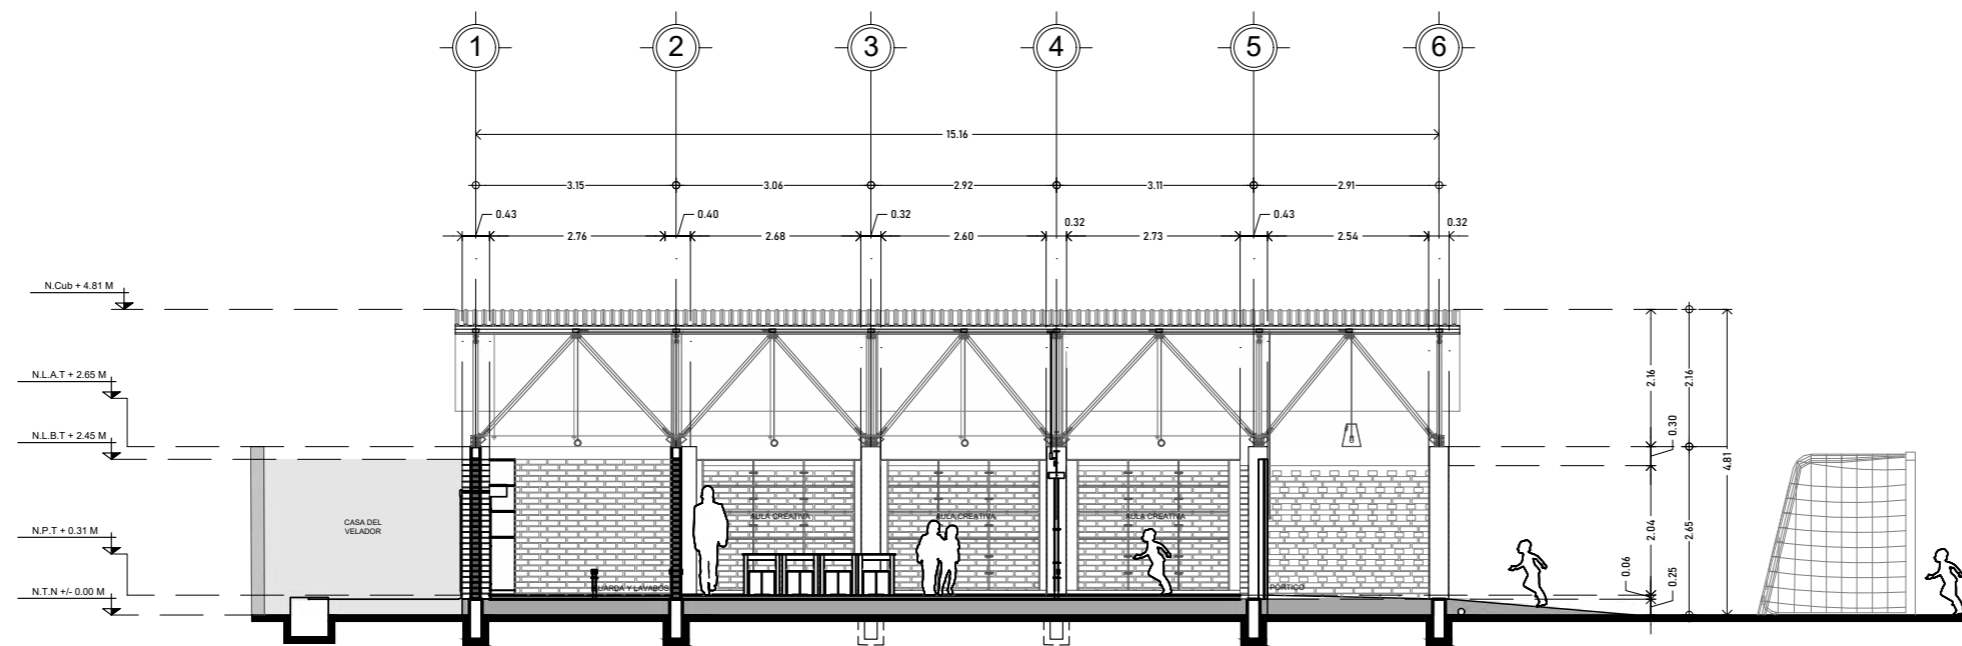 1 2 3 4 5 6
15.16
3.15 3.06 2.92 3.11 2.91
0.43 0.40 0.32 0.32 0.43 0.32
2.76 2.68 2.60 2.73 2.54
N.Cub + 4.81 M
N.L.A.T + 2.65 M
N.L.B.T + 2.45 M
N.P.T + 0.31 M
N.T.N +/- 0.00 M
CASA DEL
VELADOR
AULA CREATIVA AULA CREATIVA AULA CREATIVA
GUARDA Y LAVABOS
PÓRTICO
2.16
0.30
2.04
0.06
0.25
2.16
2.65
4.81